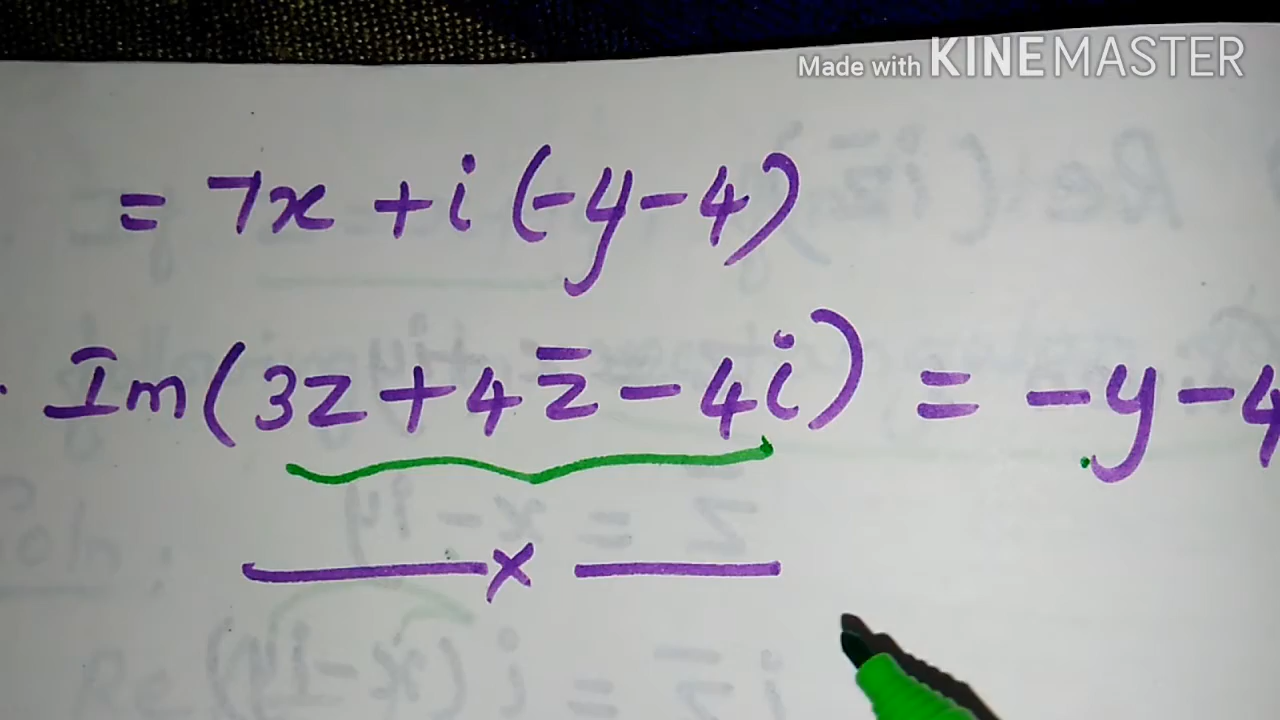 Made with KINEMASTER
= 7x + i (-y - 4)
. Im (3z + 4z̄ - 4i) = -y - 4
x